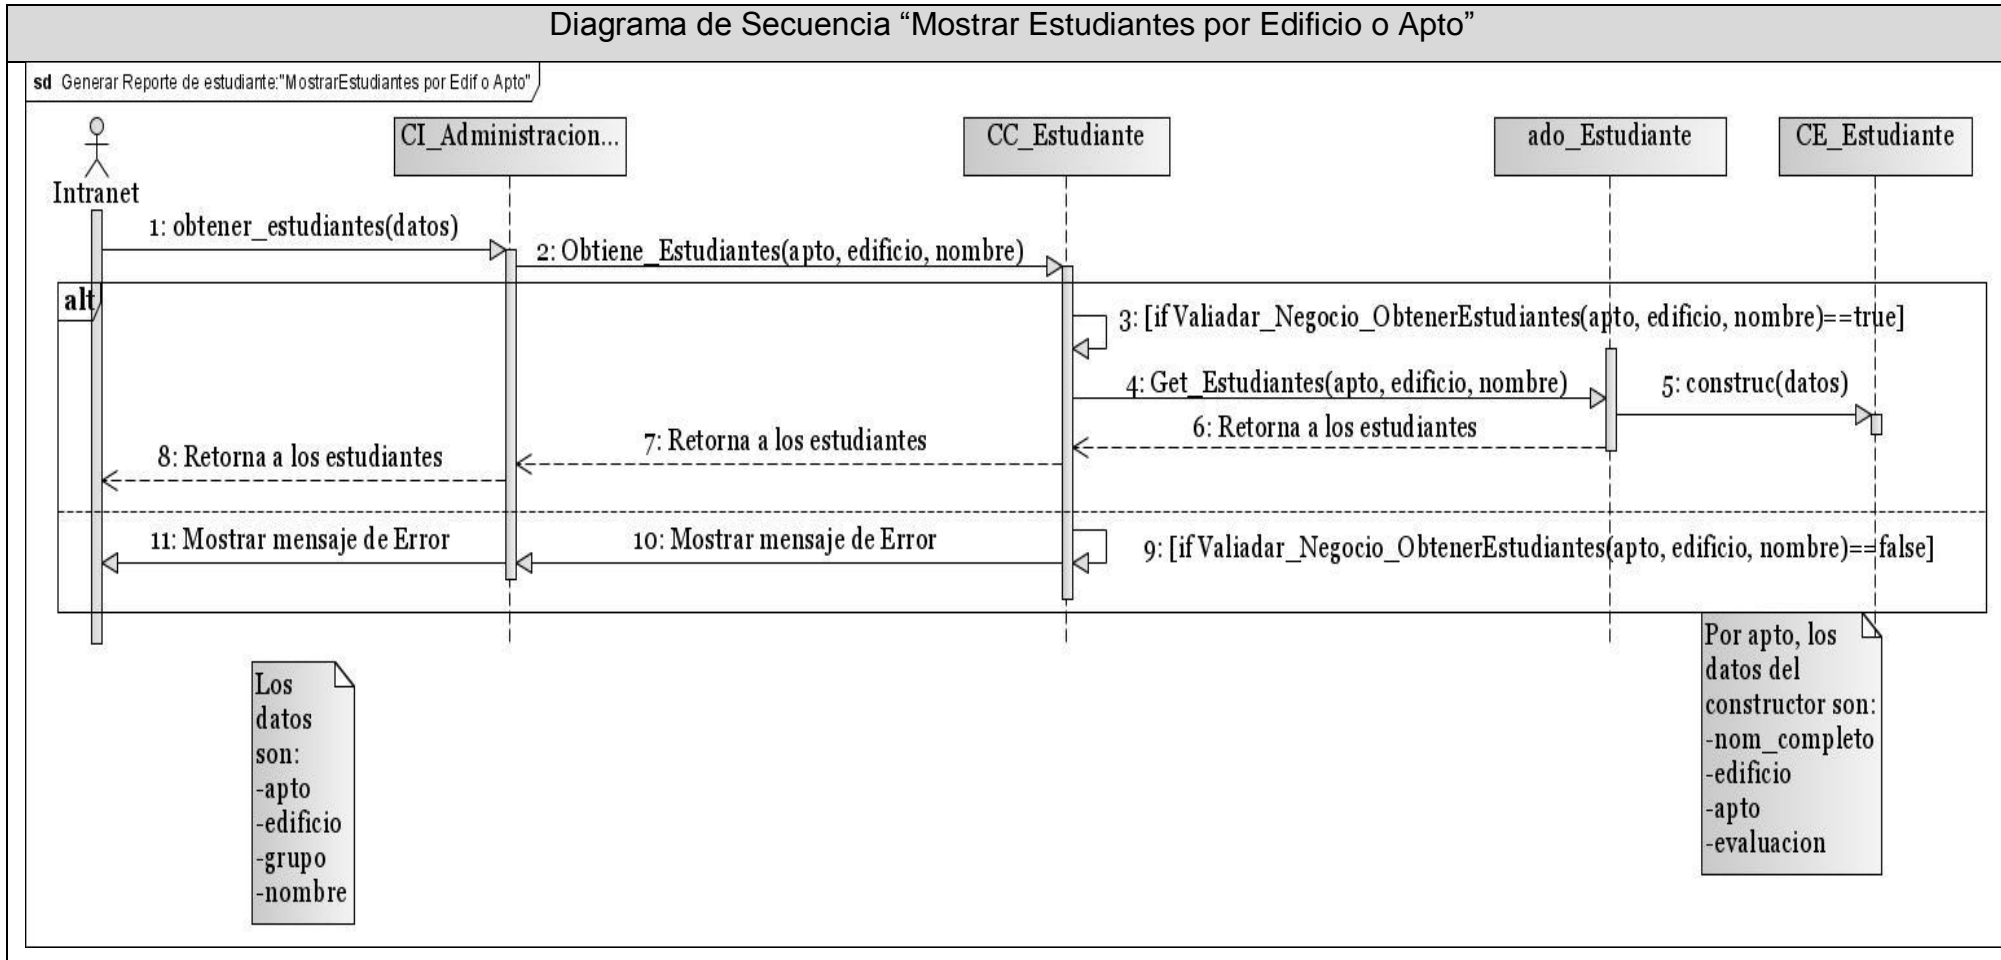 Diagrama de Secuencia “Mostrar Estudiantes por Edificio o Apto”
sd Generar Reporte de estudiante:"MostrarEstudiantes por Edif o Apto"
Intranet
CI_Administracion...
CC_Estudiante
ado_Estudiante
CE_Estudiante
1: obtener_estudiantes(datos)
2: Obtiene_Estudiantes(apto, edificio, nombre)
alt
3: [if Valiadar_Negocio_ObtenerEstudiantes(apto, edificio, nombre)==true]
4: Get_Estudiantes(apto, edificio, nombre)
5: construc(datos)
6: Retorna a los estudiantes
7: Retorna a los estudiantes
8: Retorna a los estudiantes
11: Mostrar mensaje de Error
10: Mostrar mensaje de Error
9: [if Valiadar_Negocio_ObtenerEstudiantes(apto, edificio, nombre)==false]
Los
datos
son:
-apto
-edificio
-grupo
-nombre
Por apto, los
datos del
constructor son:
-nom_completo
-edificio
-apto
-evaluacion